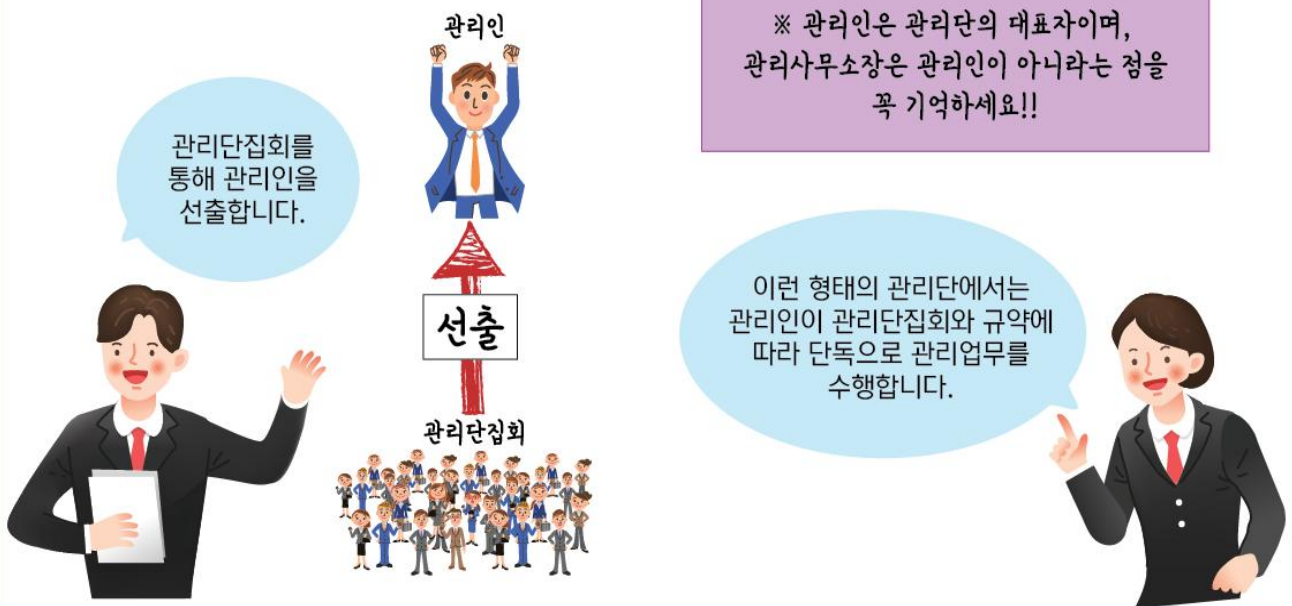 관리인
관리단집회를
통해 관리인을
선출합니다.
선출
관리단집회
※ 관리인은 관리단의 대표자이며,
관리사무소장은 관리인이 아니라는 점을
꼭 기억하세요!!
이런 형태의 관리단에서는
관리인이 관리단집회와 규약에
따라 단독으로 관리업무를
수행합니다.